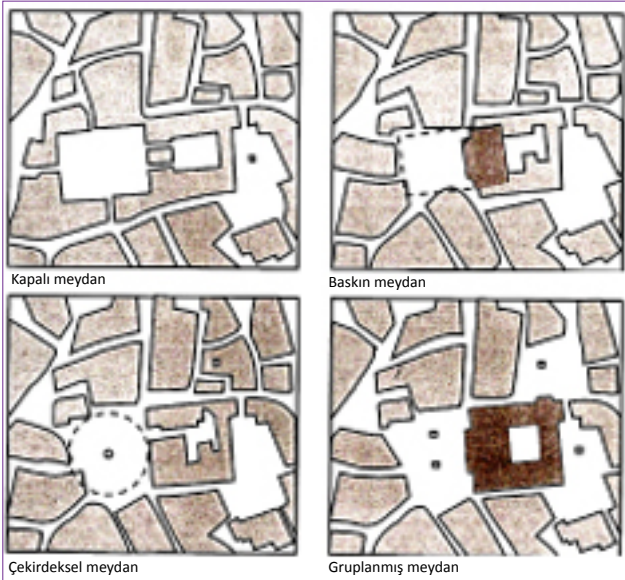 Kapalı meydan
Baskın meydan
Çekirdeksel meydan
Gruplanmış meydan